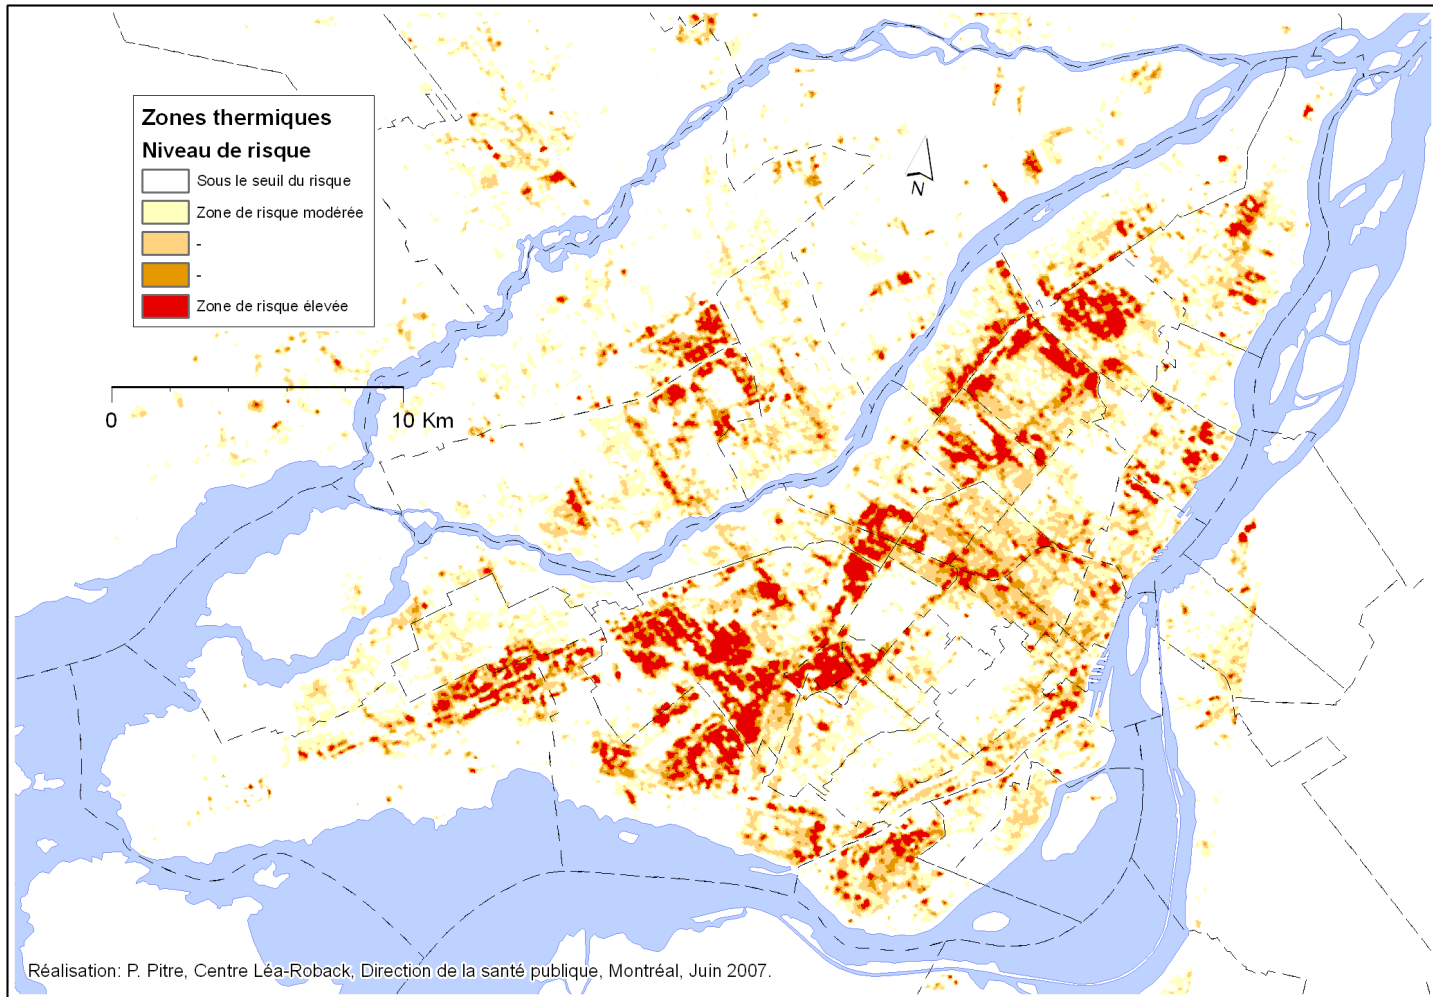 Zones thermiques
Niveau de risque
Sous le seuil du risque
Zone de risque modérée
-
-
Zone de risque élevée
N
0
10 Km
Réalisation: P. Pitre, Centre Léa-Roback, Direction de la santé publique, Montréal, Juin 2007.